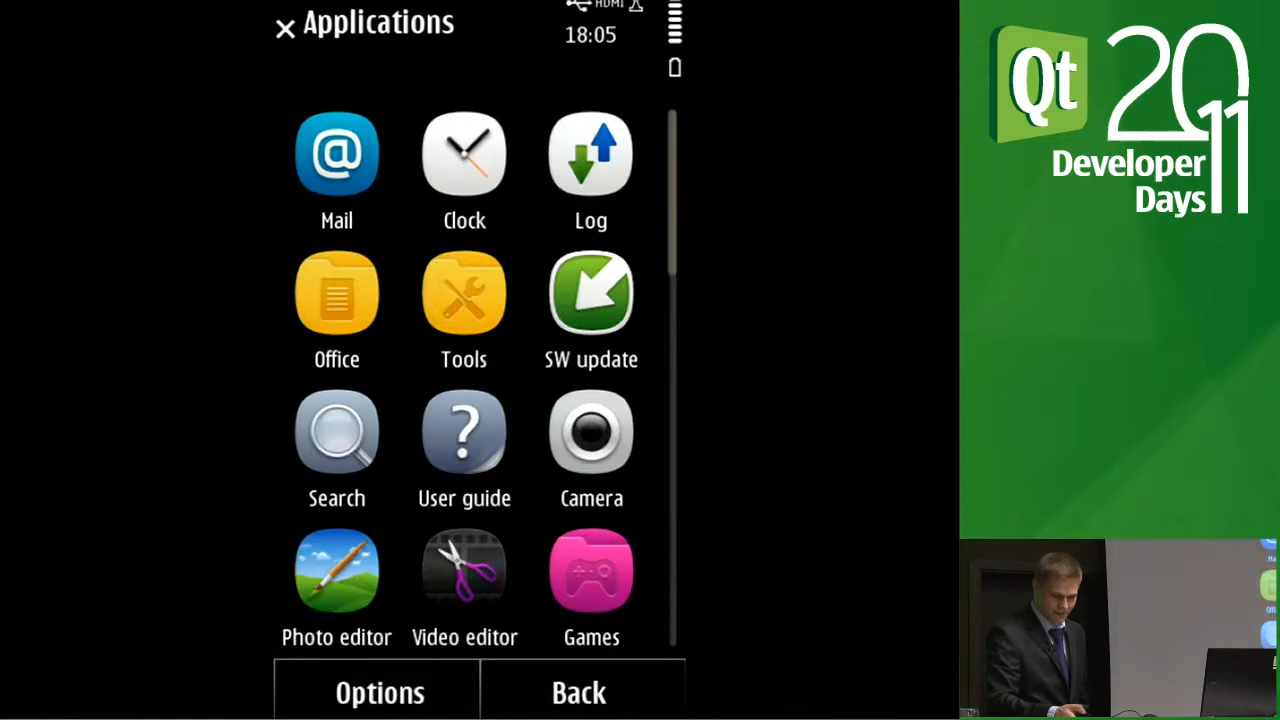 Applications
HDMI
18:05
@
Mail
Clock
Log
Office
Tools
SW update
?
Search
User guide
Camera
Photo editor
Video editor
Games
Options
Back
Qt
2011
Developer
Days